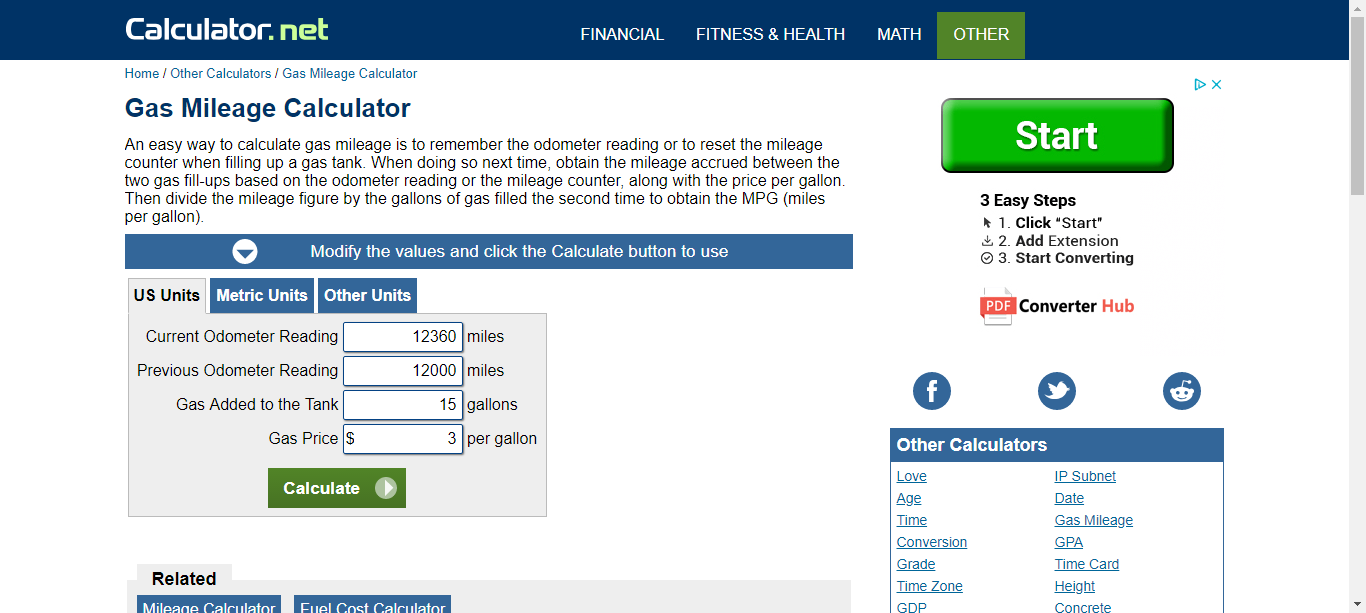 Calculator.net
FINANCIAL
FITNESS & HEALTH
MATH
OTHER
Home / Other Calculators / Gas Mileage Calculator
Gas Mileage Calculator
An easy way to calculate gas mileage is to remember the odometer reading or to reset the mileage
counter when filling up a gas tank. When doing so next time, obtain the mileage accrued between the
two gas fill-ups based on the odometer reading or the mileage counter, along with the price per gallon.
Then divide the mileage figure by the gallons of gas filled the second time to obtain the MPG (miles
per gallon).
Modify the values and click the Calculate button to use
US Units
Metric Units
Other Units
Current Odometer Reading 12360 miles
Previous Odometer Reading 12000 miles
Gas Added to the Tank 15 gallons
Gas Price $ 3 per gallon
Calculate
Related
Mileage Calculator
Fuel Cost Calculator
Start
3 Easy Steps
1. Click “Start”
2. Add Extension
3. Start Converting
PDF Converter Hub
Other Calculators
Love
IP Subnet
Age
Date
Time
Gas Mileage
Conversion
GPA
Grade
Time Card
Time Zone
Height
GDP
Concrete